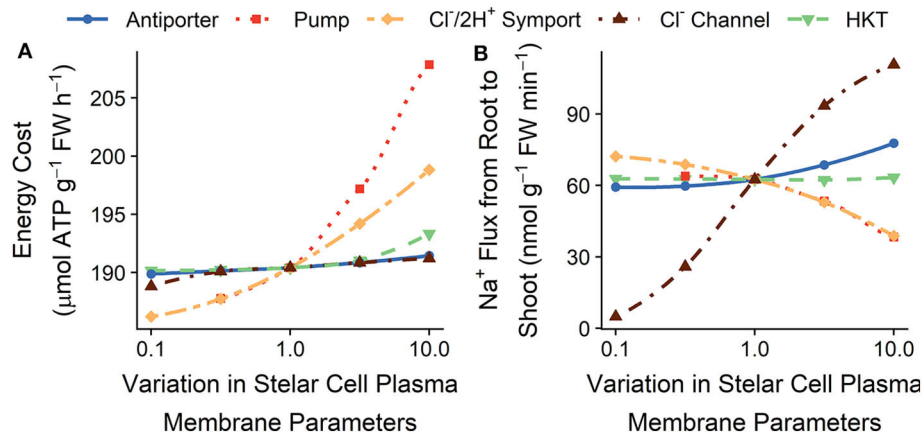 Antiporter Pump Cl⁻/2H⁺ Symport Cl⁻ Channel HKT
A
Energy Cost
(μmol ATP g⁻¹ FW h⁻¹)
205
200
195
190
0.1 1.0 10.0
Variation in Stelar Cell Plasma
Membrane Parameters
B
Na⁺ Flux from Root to
Shoot (nmol g⁻¹ FW min⁻¹)
90
60
30
0
0.1 1.0 10.0
Variation in Stelar Cell Plasma
Membrane Parameters